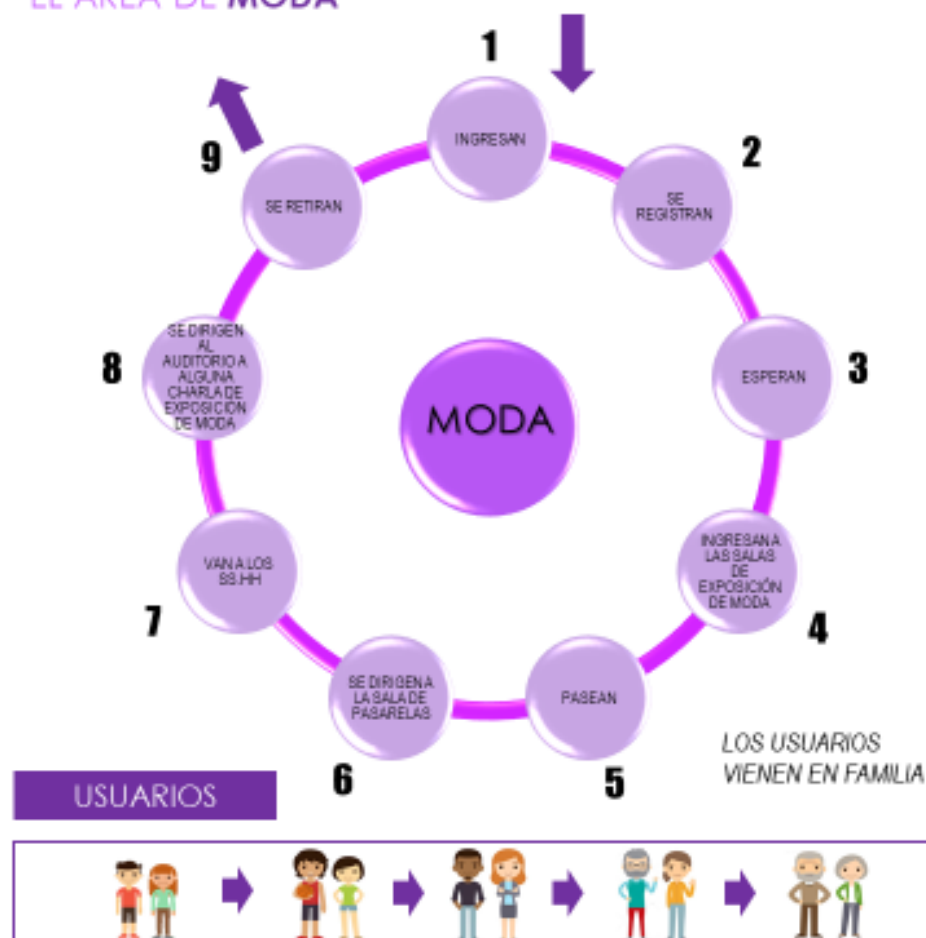 EL ÁREA DE MODA
1
INGRESAN
2
SE
REGISTRAN
3
ESPERAN
4
INGRESAN A
LAS SALAS
DE
EXPOSICIÓN
DE MODA
5
PASEAN
6
SE DIRIGEN A
LA SALA DE
PASARELAS
7
VAN A LOS
SS.HH
8
SE DIRIGEN
AL
AUDITORIO A
ALGUNA
CHARLA DE
EXPOSICIÓN
DE MODA
9
SE RETIRAN
MODA
LOS USUARIOS
VIENEN EN FAMILIA
USUARIOS